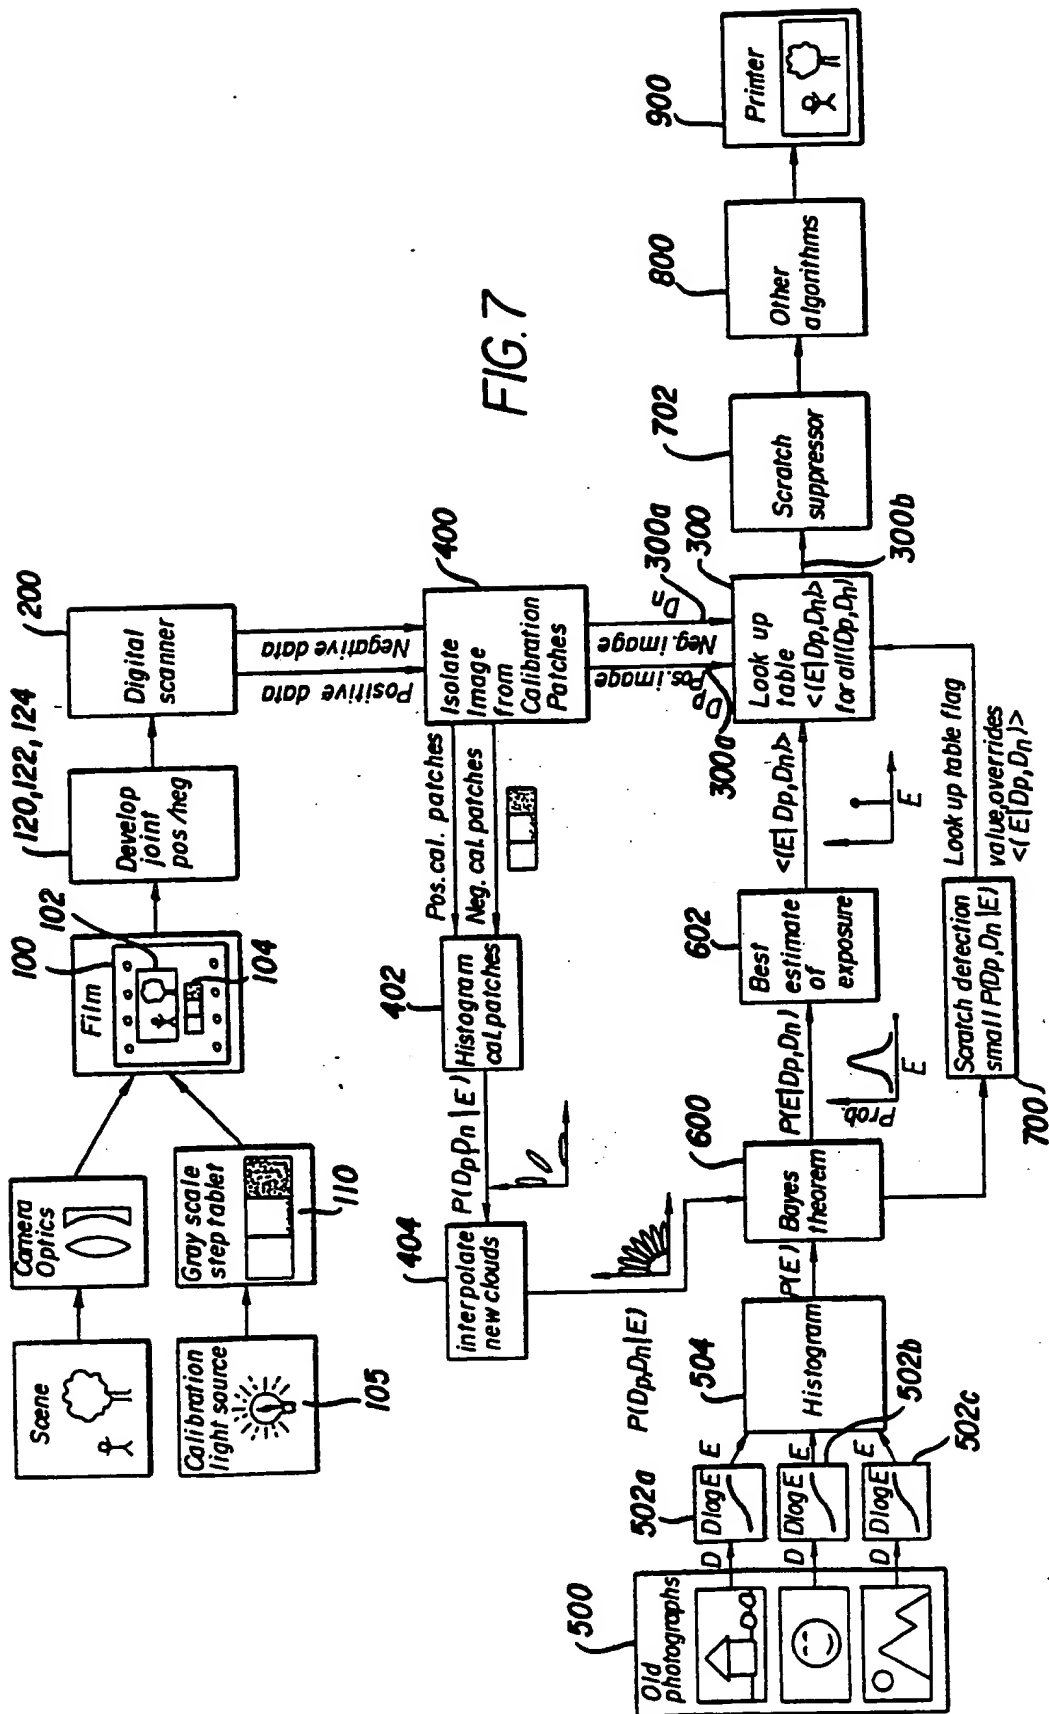 FIG. 7
Scene
Camera
Optics
Calibration
light source
105
Gray scale
step tablet
110
Film
100
102
104
Develop
joint
pos/neg
120,122,124
Digital
scanner
200
Positive data
Negative data
Isolate
Image
from
Calibration
Patches
400
Pos. cal. patches
Neg. cal. patches
Histogram
cal. patches
402
P(Dp,Dn|E)
interpolate
new clouds
404
P(Dp,Dn|E)
Pos. image
Dp
300a
Neg. image
Dn
300a
Old
photographs
500
D
DlogE
E
502a
D
DlogE
E
502b
D
DlogE
E
502c
Histogram
504
P(E)
Bayes
theorem
600
P(E|Dp,Dn)
Prob.
E
Best
estimate
of
exposure
602
<(E|Dp,Dn)>
E
Look up
table
<(E|Dp,Dn)>
for all(Dp,Dn)
300
300b
Scratch detection
small P(Dp,Dn|E)
700
Look up table flag
value, overrides
<(E|Dp,Dn)>
Scratch
suppressor
702
Other
algorithms
800
Printer
900